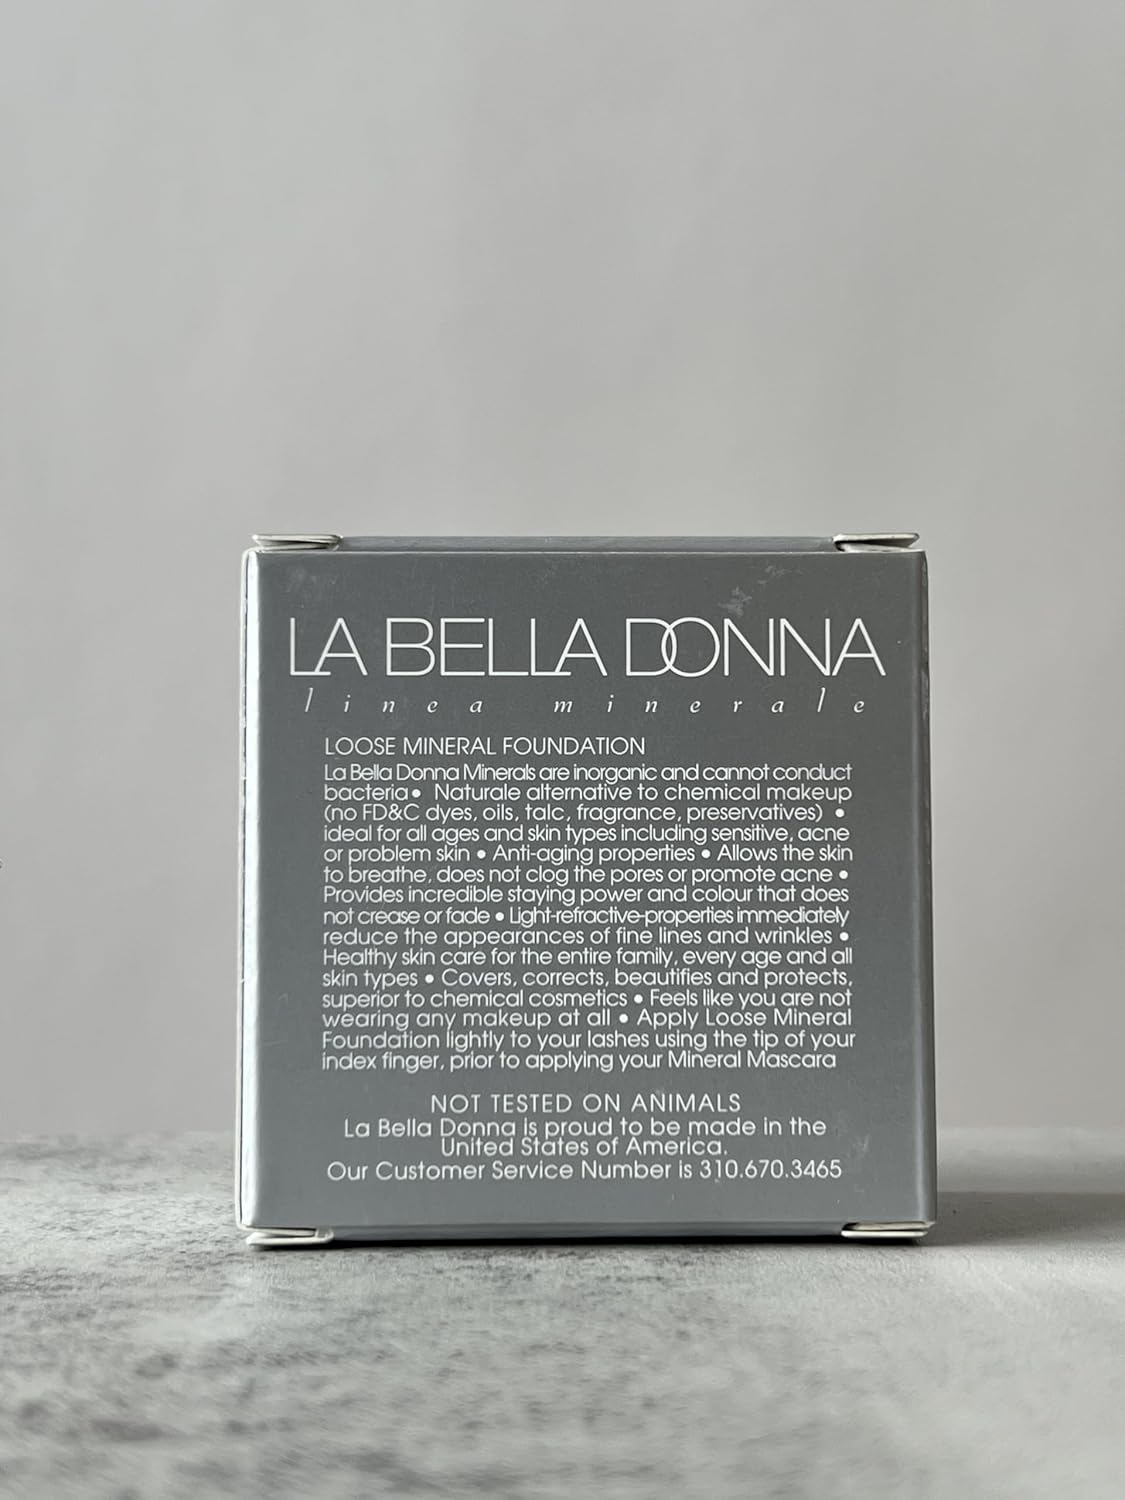 LA BELLA DONNA
linea minerale
LOOSE MINERAL FOUNDATION
La Bella Donna Minerals are inorganic and cannot conduct
bacteria • Naturale alternative to chemical makeup
(no FD&C dyes, oils, talc, fragrance, preservatives) •
ideal for all ages and skin types including sensitive, acne
or problem skin • Anti-aging properties • Allows the skin
to breathe, does not clog the pores or promote acne •
Provides incredible staying power and colour that does
not crease or fade • Light-refractive-properties immediately
reduce the appearances of fine lines and wrinkles •
Healthy skin care for the entire family, every age and all
skin types • Covers, corrects, beautifies and protects,
superior to chemical cosmetics • Feels like you are not
wearing any makeup at all • Apply Loose Mineral
Foundation lightly to your lashes using the tip of your
index finger, prior to applying your Mineral Mascara
NOT TESTED ON ANIMALS
La Bella Donna is proud to be made in the
United States of America.
Our Customer Service Number is 310.670.3465